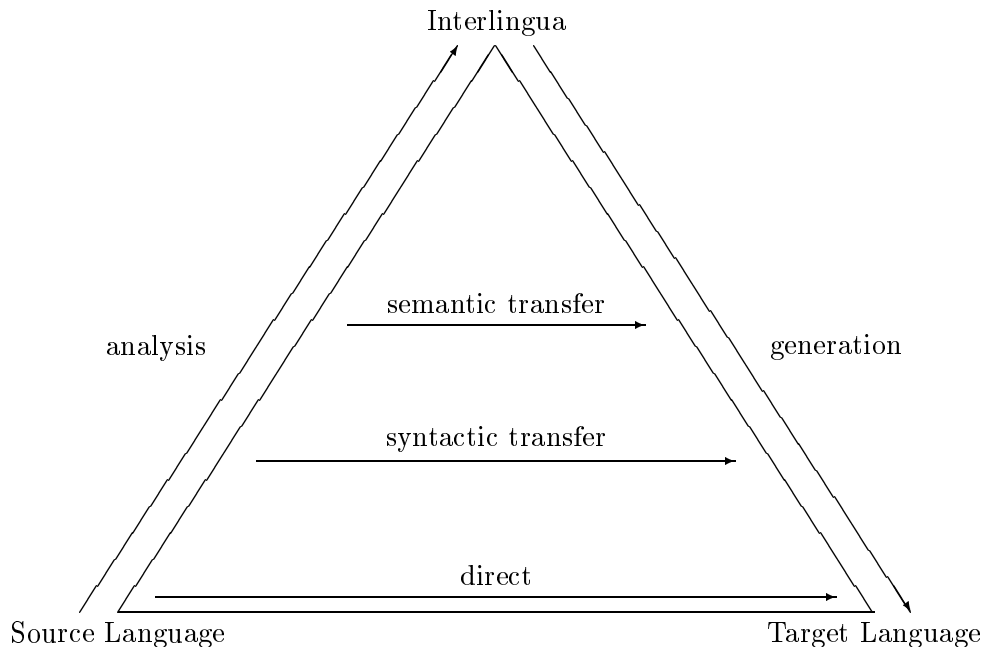 Interlingua
semantic transfer
analysis
generation
syntactic transfer
direct
Source Language
Target Language